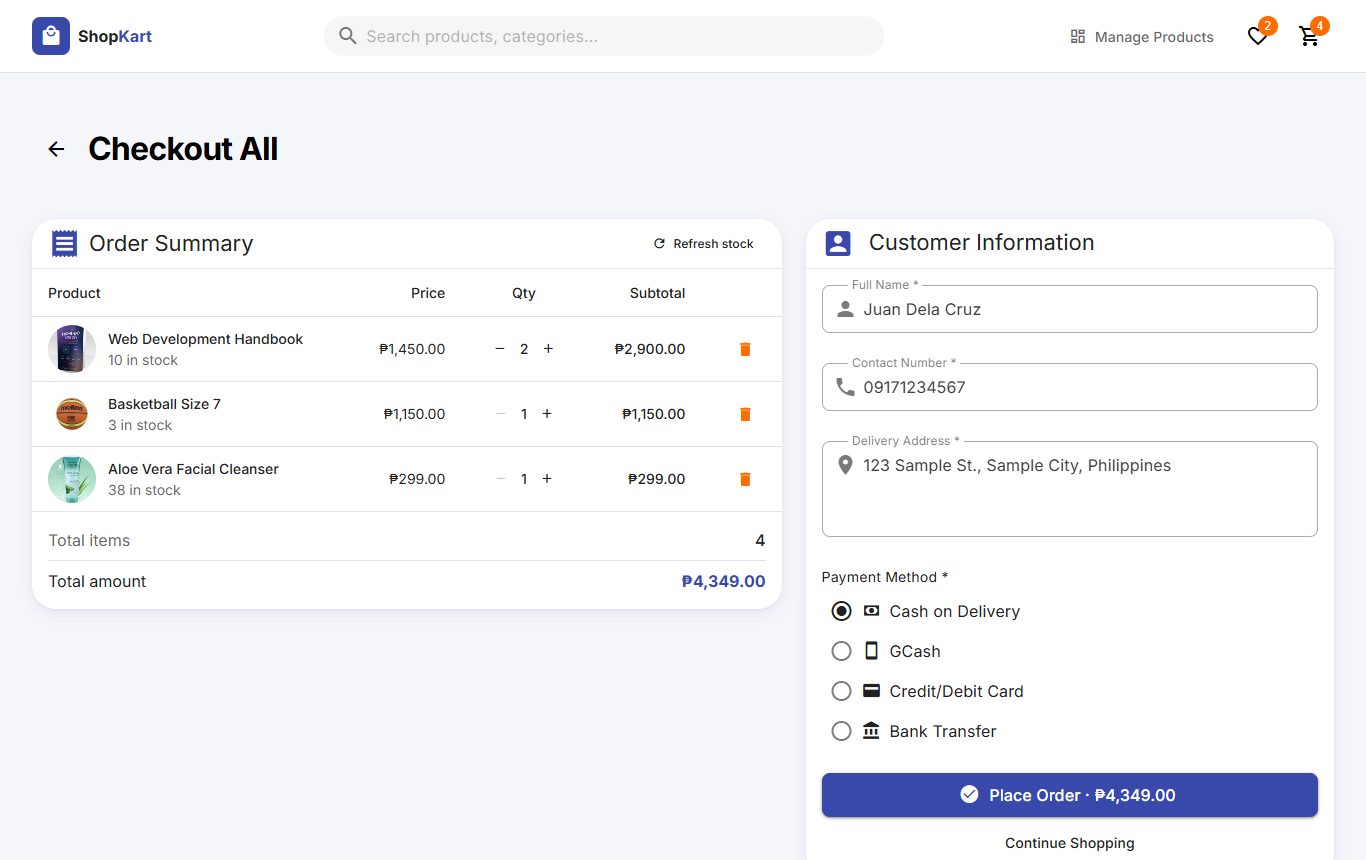 ShopKart
Search products, categories...
Manage Products
2
4
Checkout All
Order Summary
Refresh stock
Product Price Qty Subtotal
Web Development Handbook
10 in stock
₱1,450.00 − 2 + ₱2,900.00
Basketball Size 7
3 in stock
₱1,150.00 − 1 + ₱1,150.00
Aloe Vera Facial Cleanser
38 in stock
₱299.00 − 1 + ₱299.00
Total items 4
Total amount ₱4,349.00
Customer Information
Full Name *
Juan Dela Cruz
Contact Number *
09171234567
Delivery Address *
123 Sample St., Sample City, Philippines
Payment Method *
Cash on Delivery
GCash
Credit/Debit Card
Bank Transfer
Place Order · ₱4,349.00
Continue Shopping